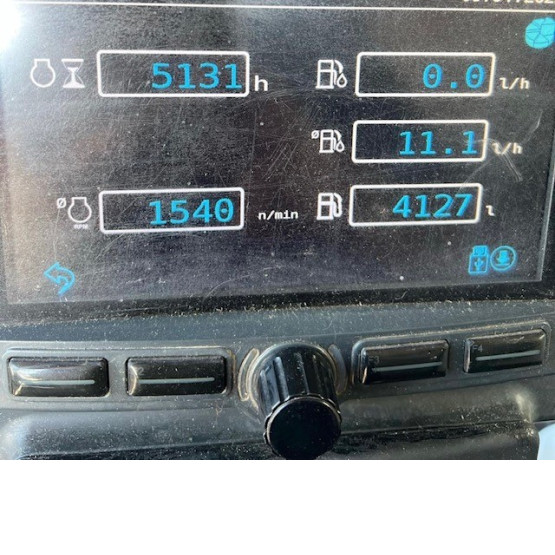 5131 h
0.0 l/h
ø 11.1 l/h
ø 1540 n/min
4127 l